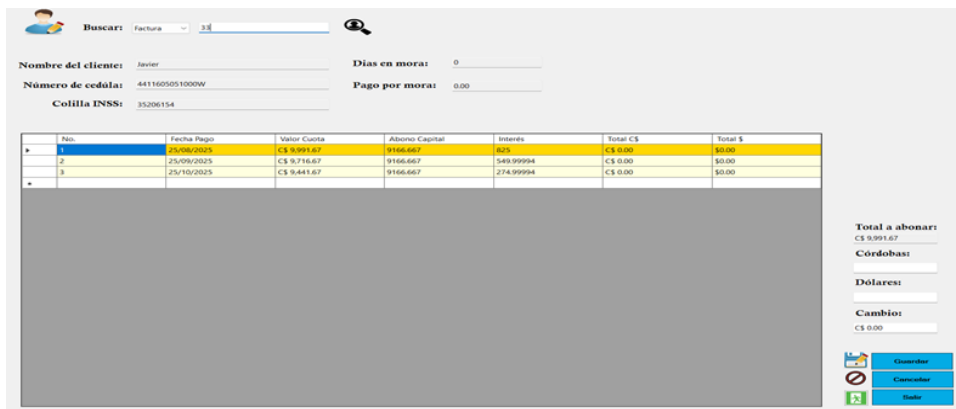 Buscar: Factura 33
Nombre del cliente: Javier Dias en mora: 0
Número de cedúla: 4411605051000W Pago por mora: 0.00
Colilla INSS: 35206154
No. Fecha Pago Valor Cuota Abono Capital Interés Total C$ Total $
1 25/08/2025 C$ 9,991.67 9166.667 825 C$ 0.00 $0.00
2 25/09/2025 C$ 9,716.67 9166.667 549.99994 C$ 0.00 $0.00
3 25/10/2025 C$ 9,441.67 9166.667 274.99994 C$ 0.00 $0.00
Total a abonar:
C$ 9,991.67
Córdobas:
Dólares:
Cambio:
C$ 0.00
Guardar
Cancelar
Salir